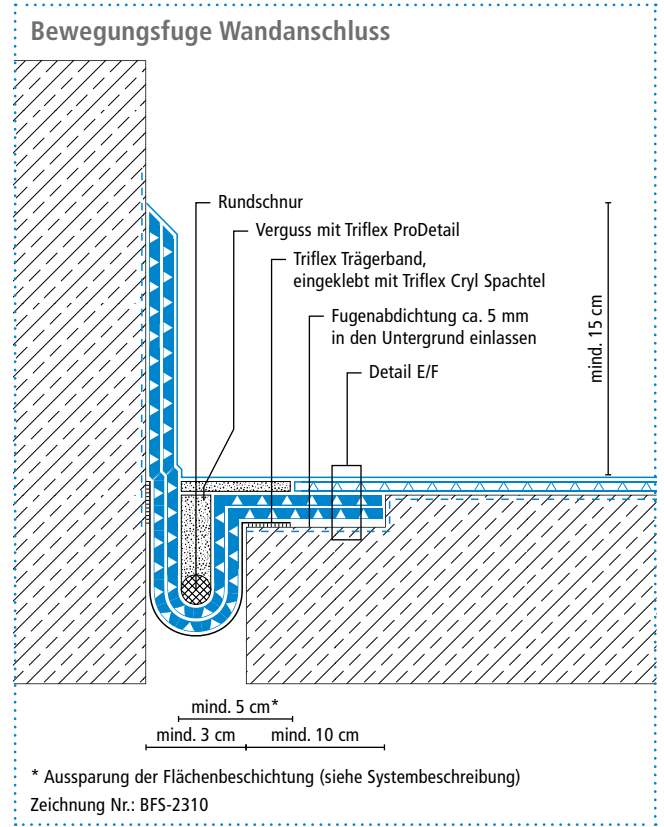 Bewegungsfuge Wandanschluss
Rundschnur
Verguss mit Triflex ProDetail
Triflex Trägerband,
eingeklebt mit Triflex Cryl Spachtel
Fugenabdichtung ca. 5 mm
in den Untergrund einlassen
Detail E/F
mind. 15 cm
mind. 5 cm*
mind. 3 cm
mind. 10 cm
* Aussparung der Flächenbeschichtung (siehe Systembeschreibung)
Zeichnung Nr.: BFS-2310